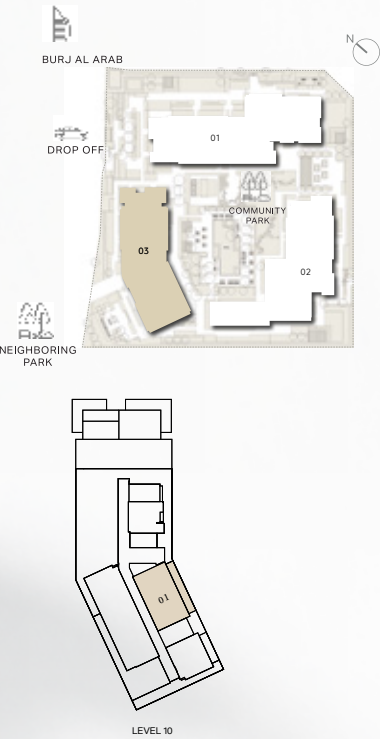 N
BURJ AL ARAB
DROP OFF
01
COMMUNITY
PARK
03
02
NEIGHBORING
PARK
01
LEVEL 10